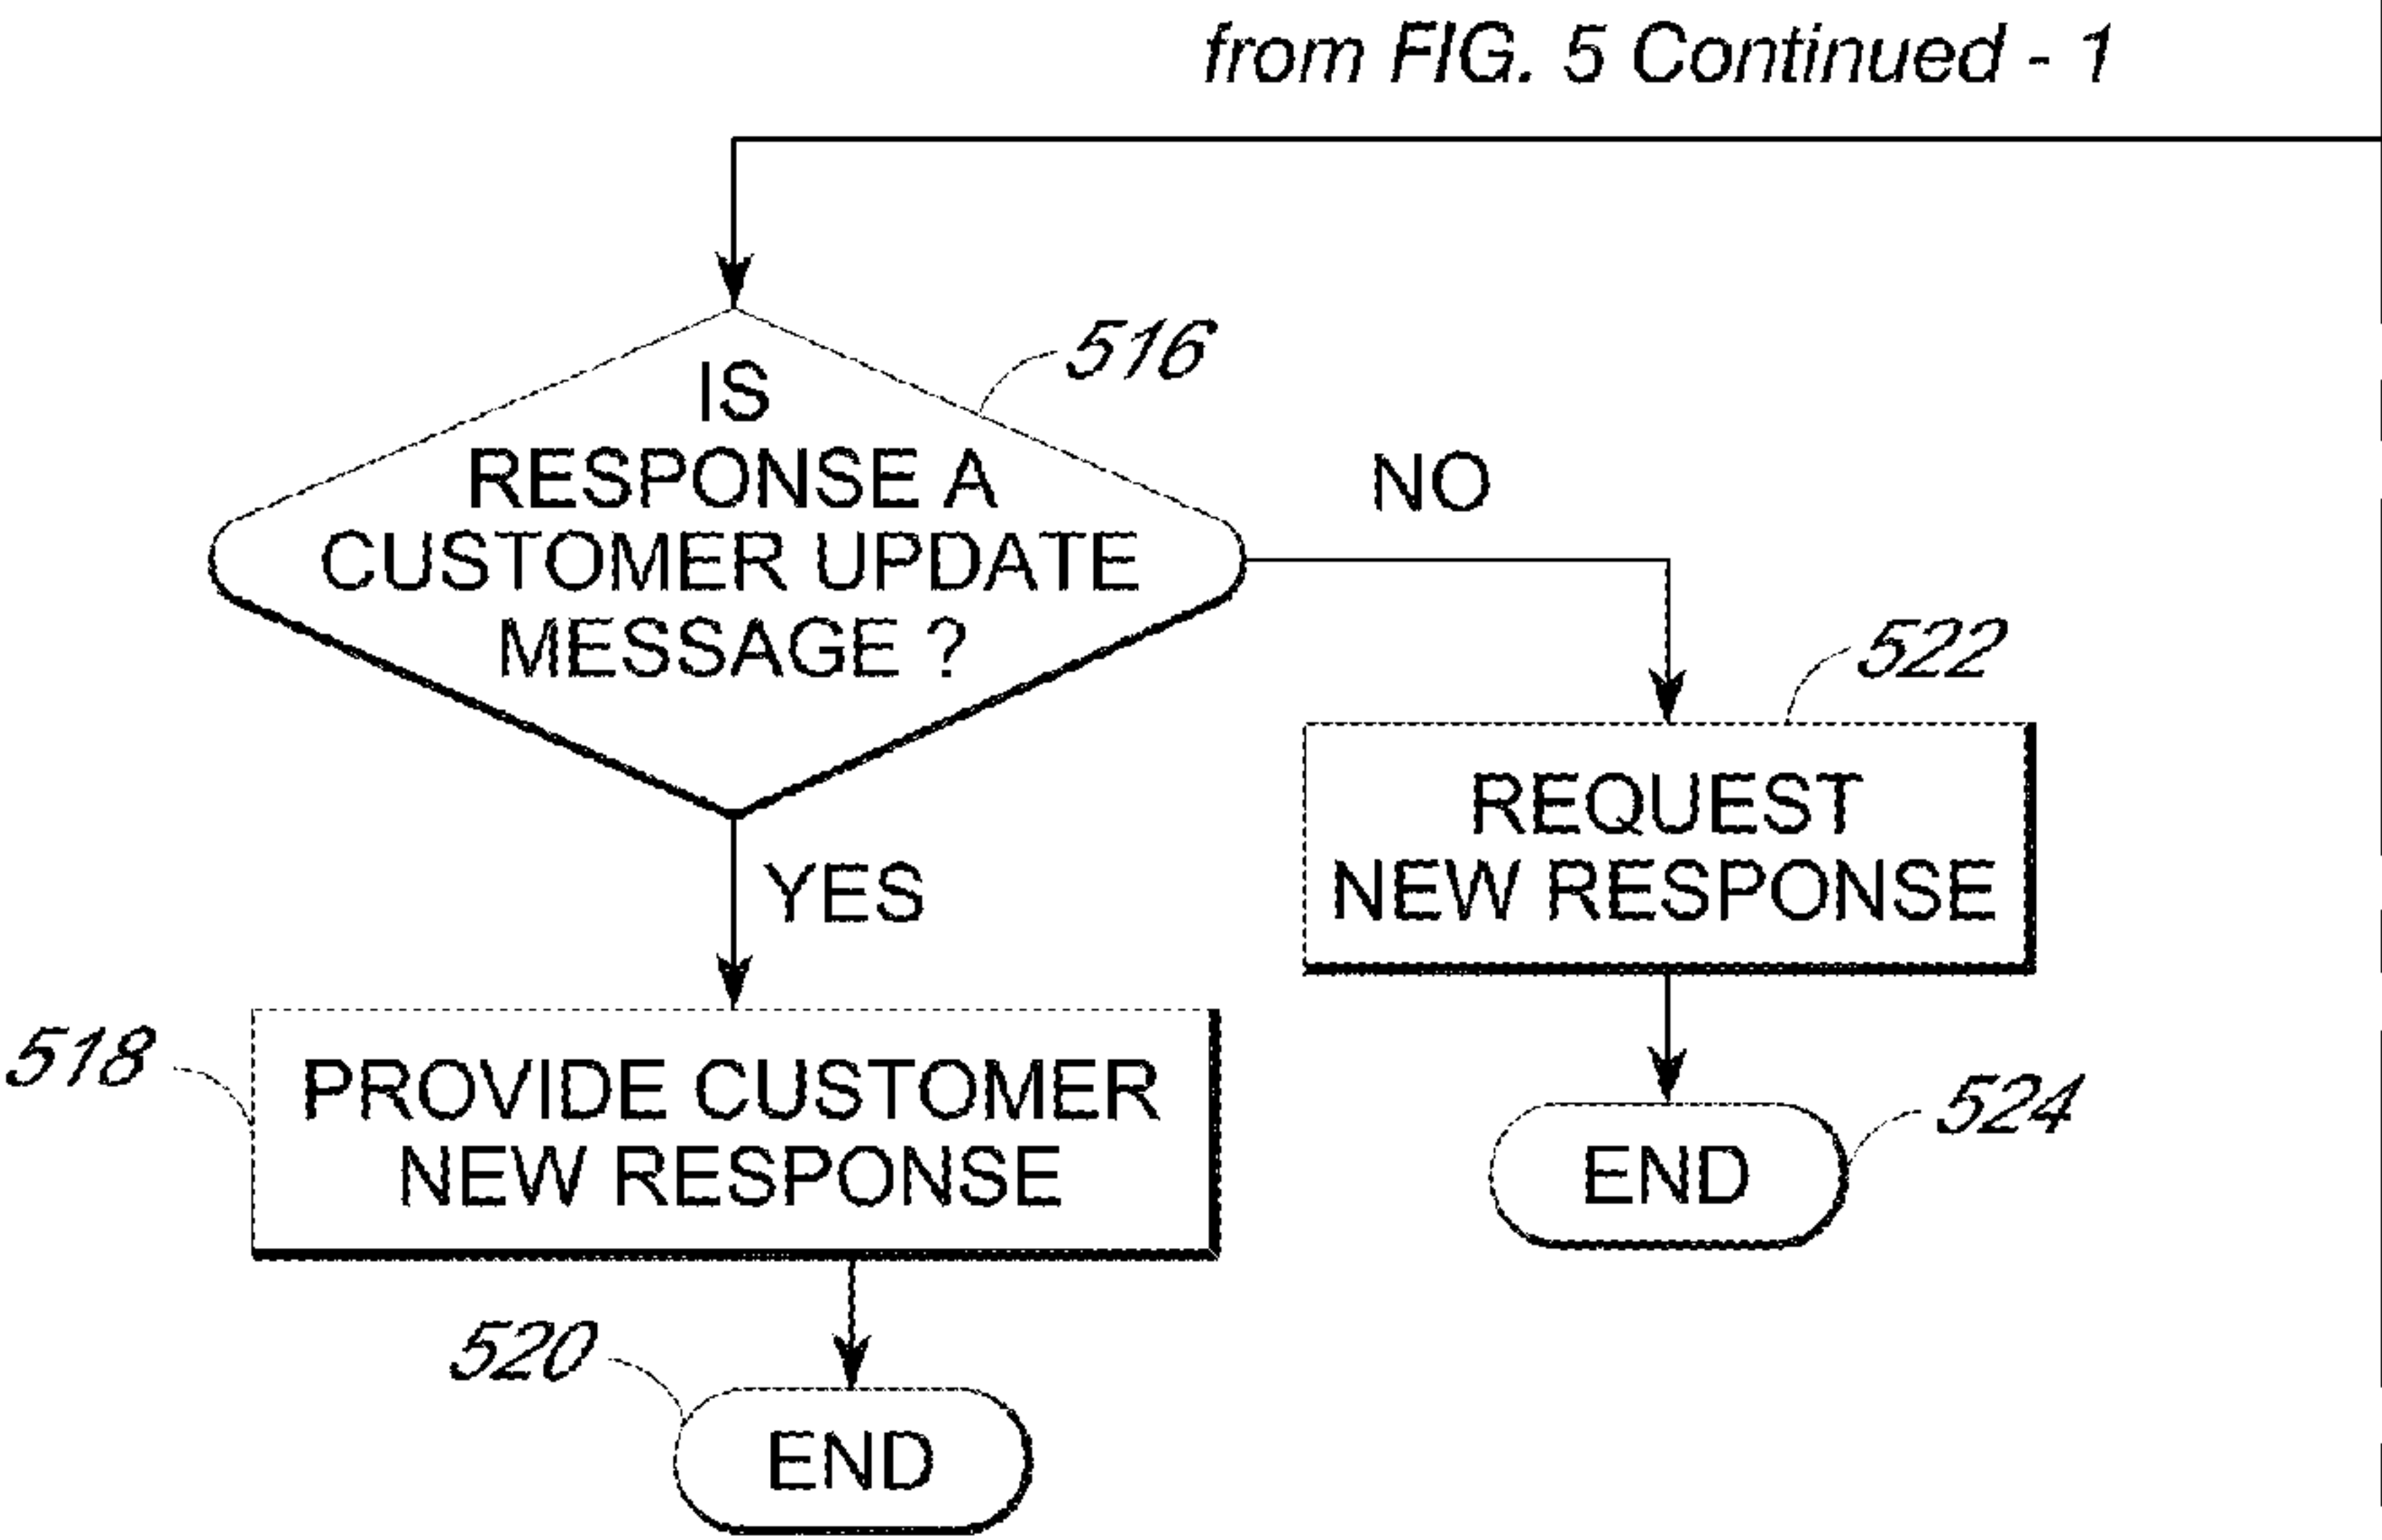 from FIG. 5 Continued - 1
516
IS
RESPONSE A
CUSTOMER UPDATE
MESSAGE ?
NO
522
REQUEST
NEW RESPONSE
YES
518
PROVIDE CUSTOMER
NEW RESPONSE
524
END
520
END